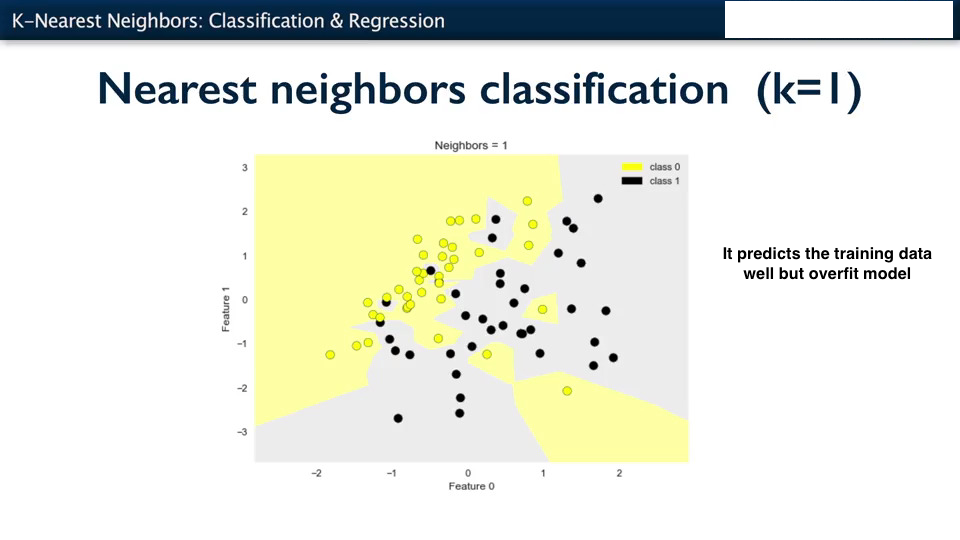 K-Nearest Neighbors: Classification & Regression
Nearest neighbors classification (k=1)
Neighbors = 1
class 0
class 1
3
2
1
0
−1
−2
−3
Feature 1
−2
−1
0
1
2
Feature 0
It predicts the training data
well but overfit model